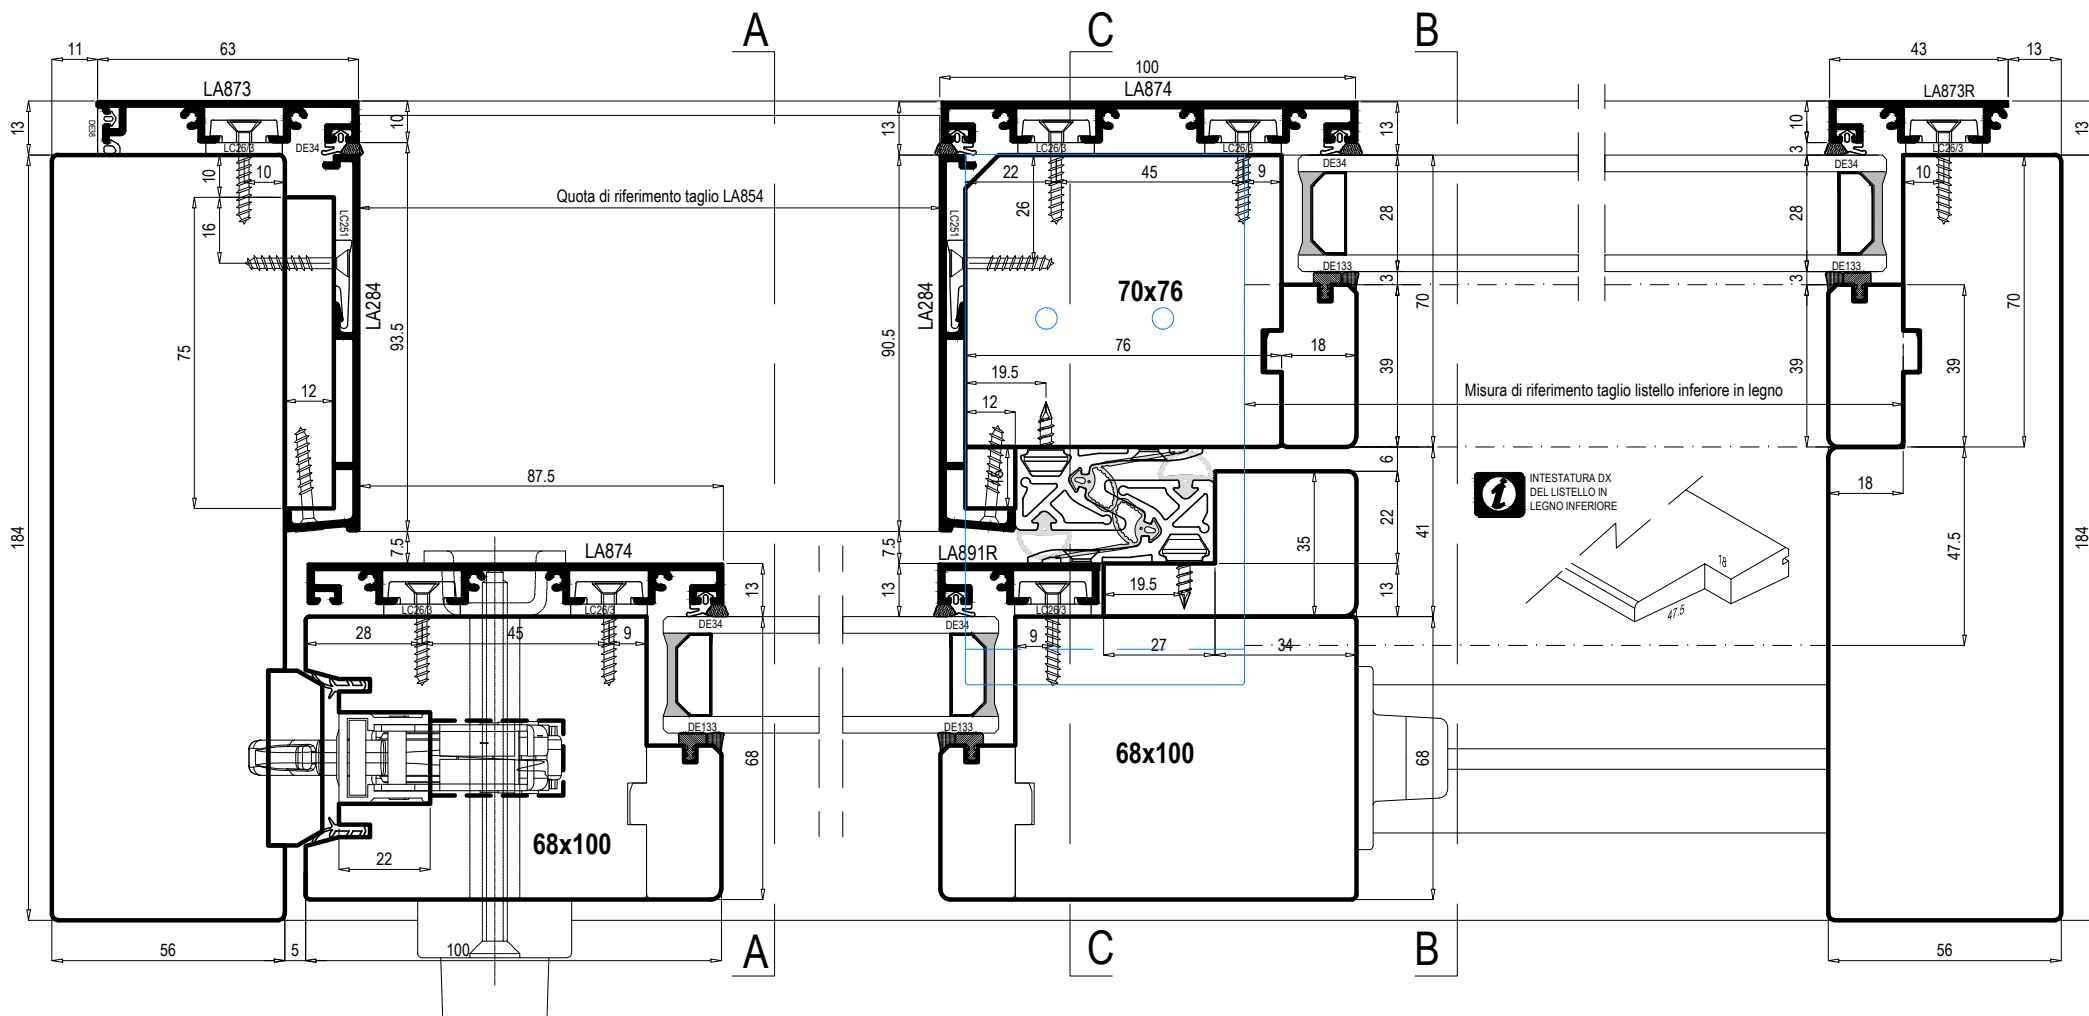 A
C
B
11
63
100
43
13
LA873
LA874
LA873R
13
10
13
13
10
3
13
DE38
LC26/3
DE34
LC26/3
LC26/3
DE34
DE34
LC26/3
10
10
22
45
9
10
Quota di riferimento taglio LA854
16
LC251
LC251
26
28
28
DE133
DE133
3
3
70x76
LA284
LA284
93.5
90.5
75
70
70
76
18
39
39
39
19.5
12
12
Misura di riferimento taglio listello inferiore in legno
6
87.5
18
INTESTATURA DX
DEL LISTELLO IN
LEGNO INFERIORE
184
22
41
47.5
184
7.5
7.5
35
LA874
LA891R
18
47.5
13
13
13
19.5
LC26/3
LC26/3
LC26/3
DE34
DE34
28
45
9
9
27
34
DE133
DE133
68
68x100
68
68x100
22
56
5
100
56
A
C
B